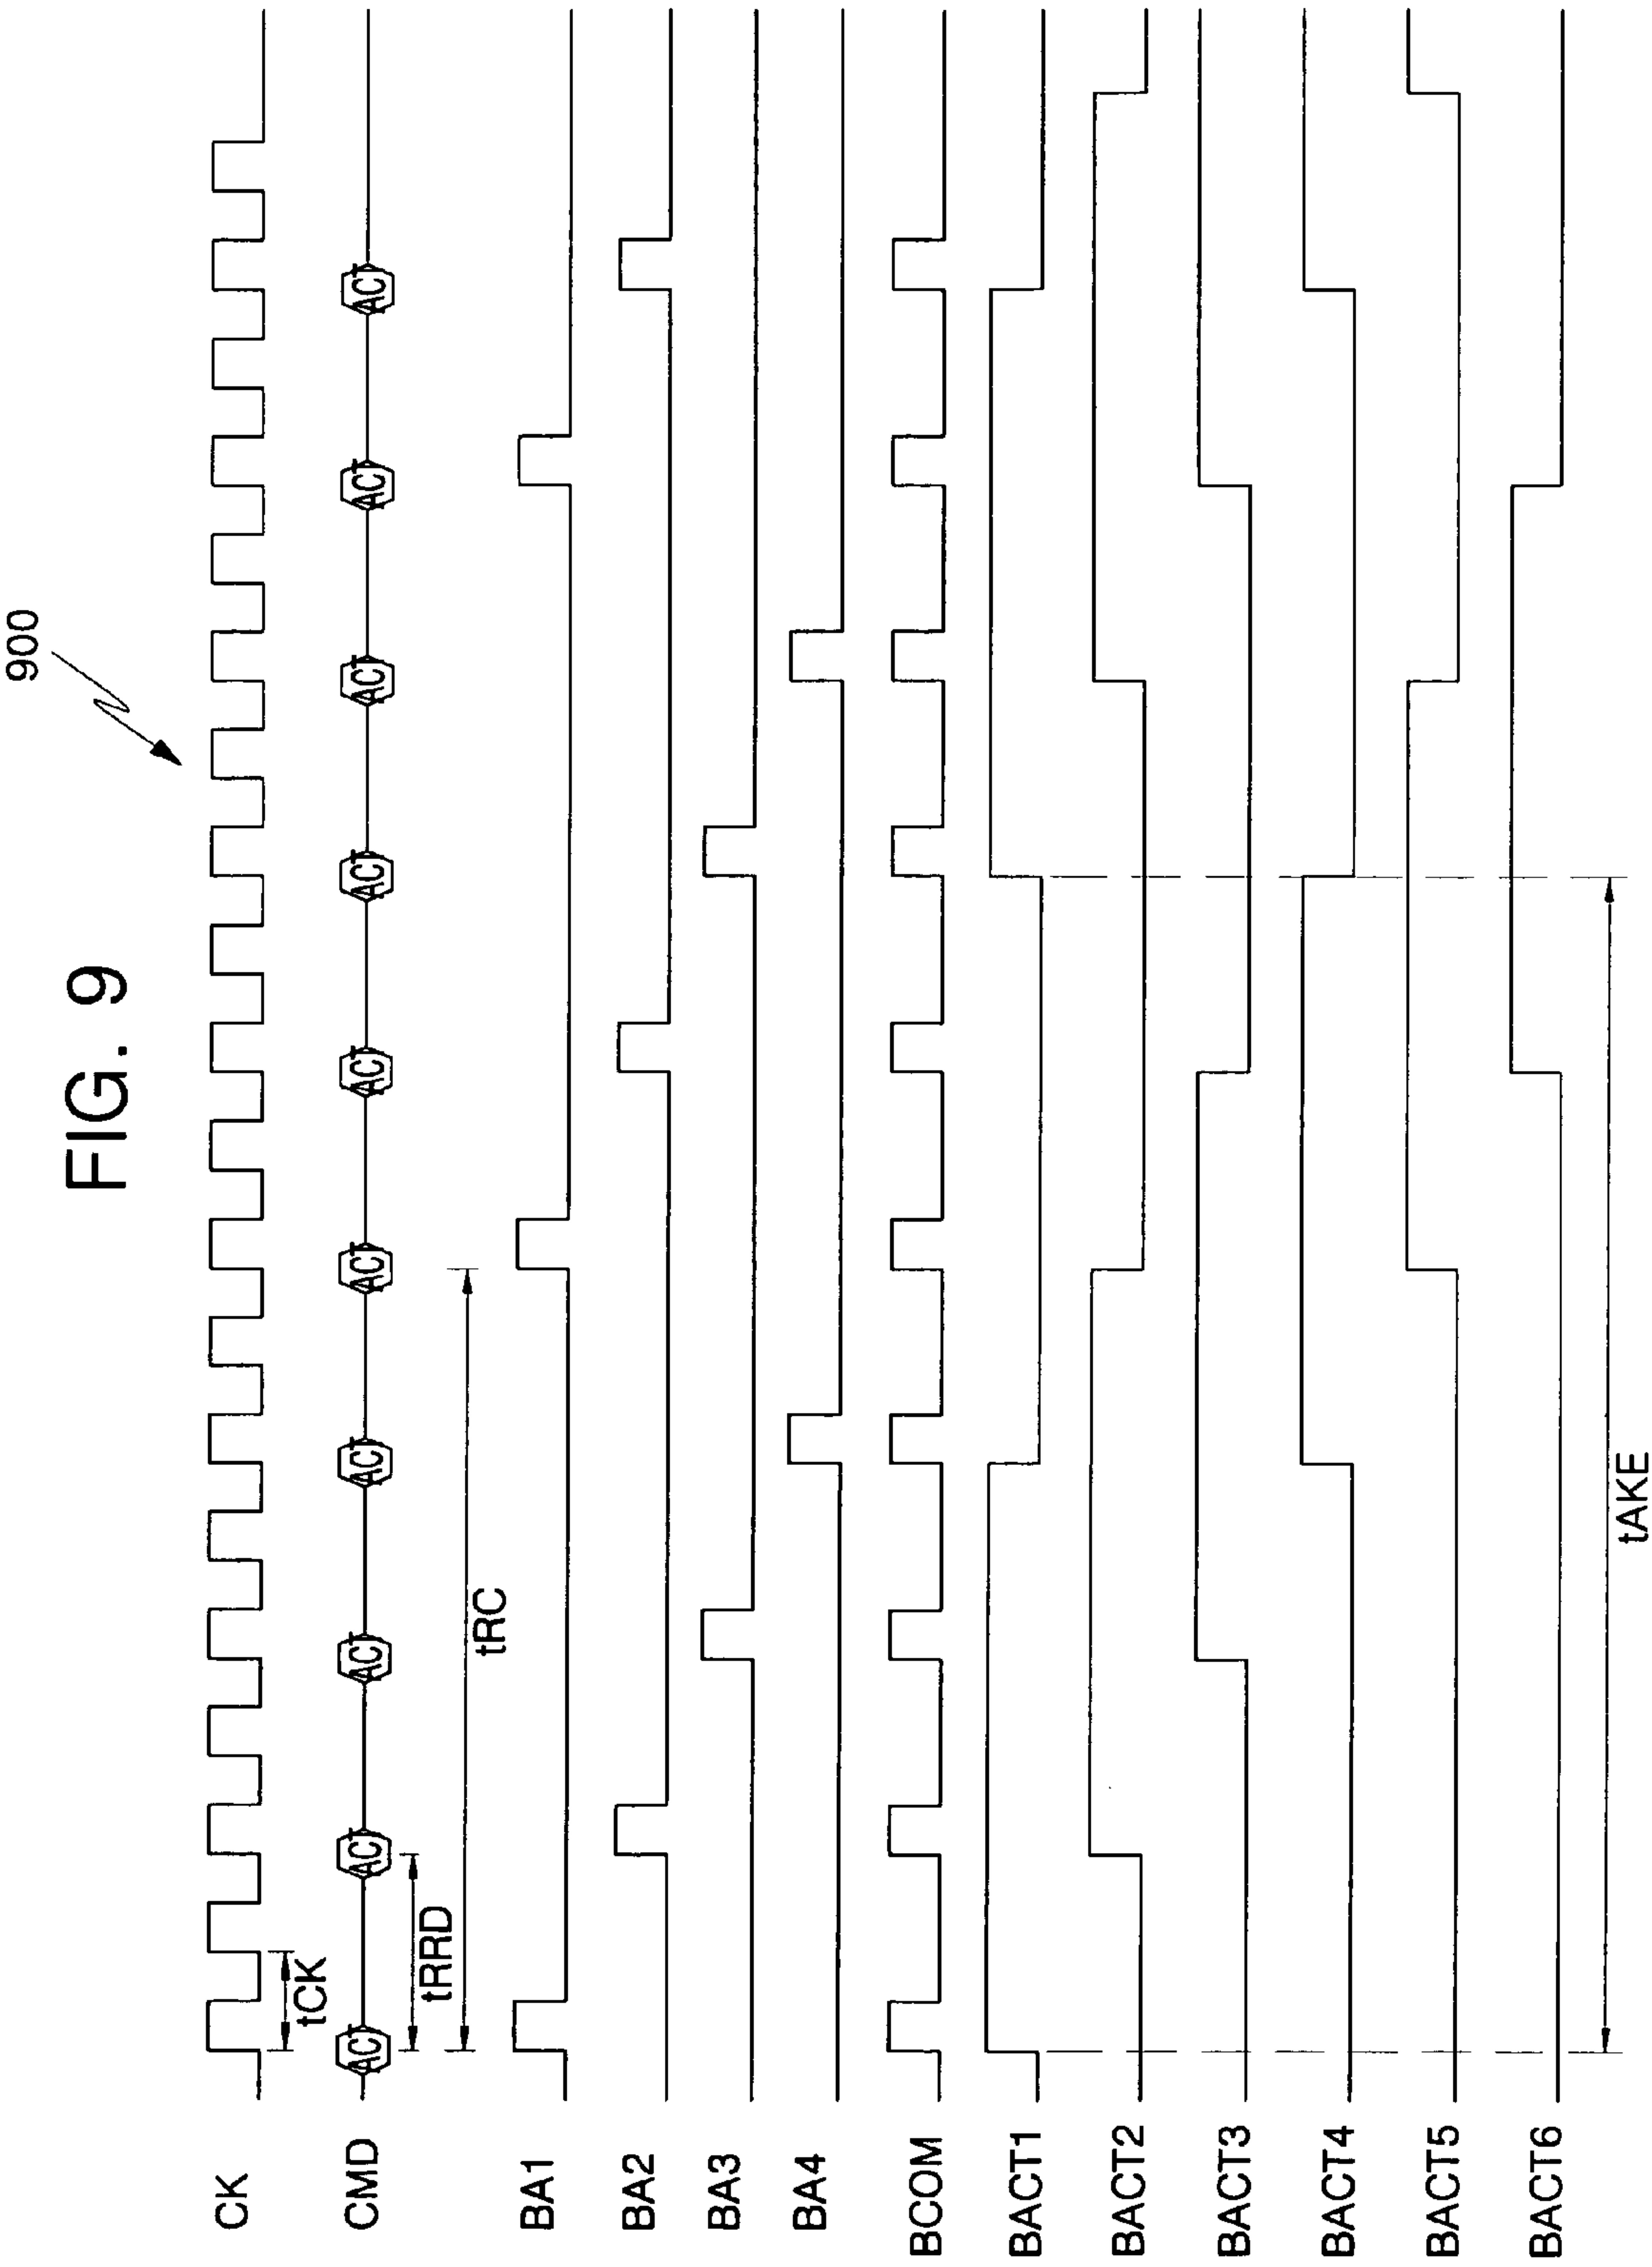 FIG. 9
900
CK
tCK
CMD
ACT ACT ACT ACT ACT ACT ACT ACT ACT ACT
tRRD
tRC
BA1
BA2
BA3
BA4
BCOM
BACT1
BACT2
BACT3
BACT4
BACT5
BACT6
tAKE